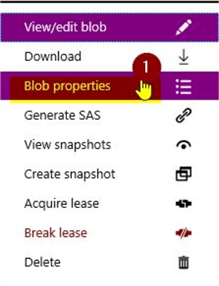 View/edit blob
Download
1
Blob properties
Generate SAS
View snapshots
Create snapshot
Acquire lease
Break lease
Delete